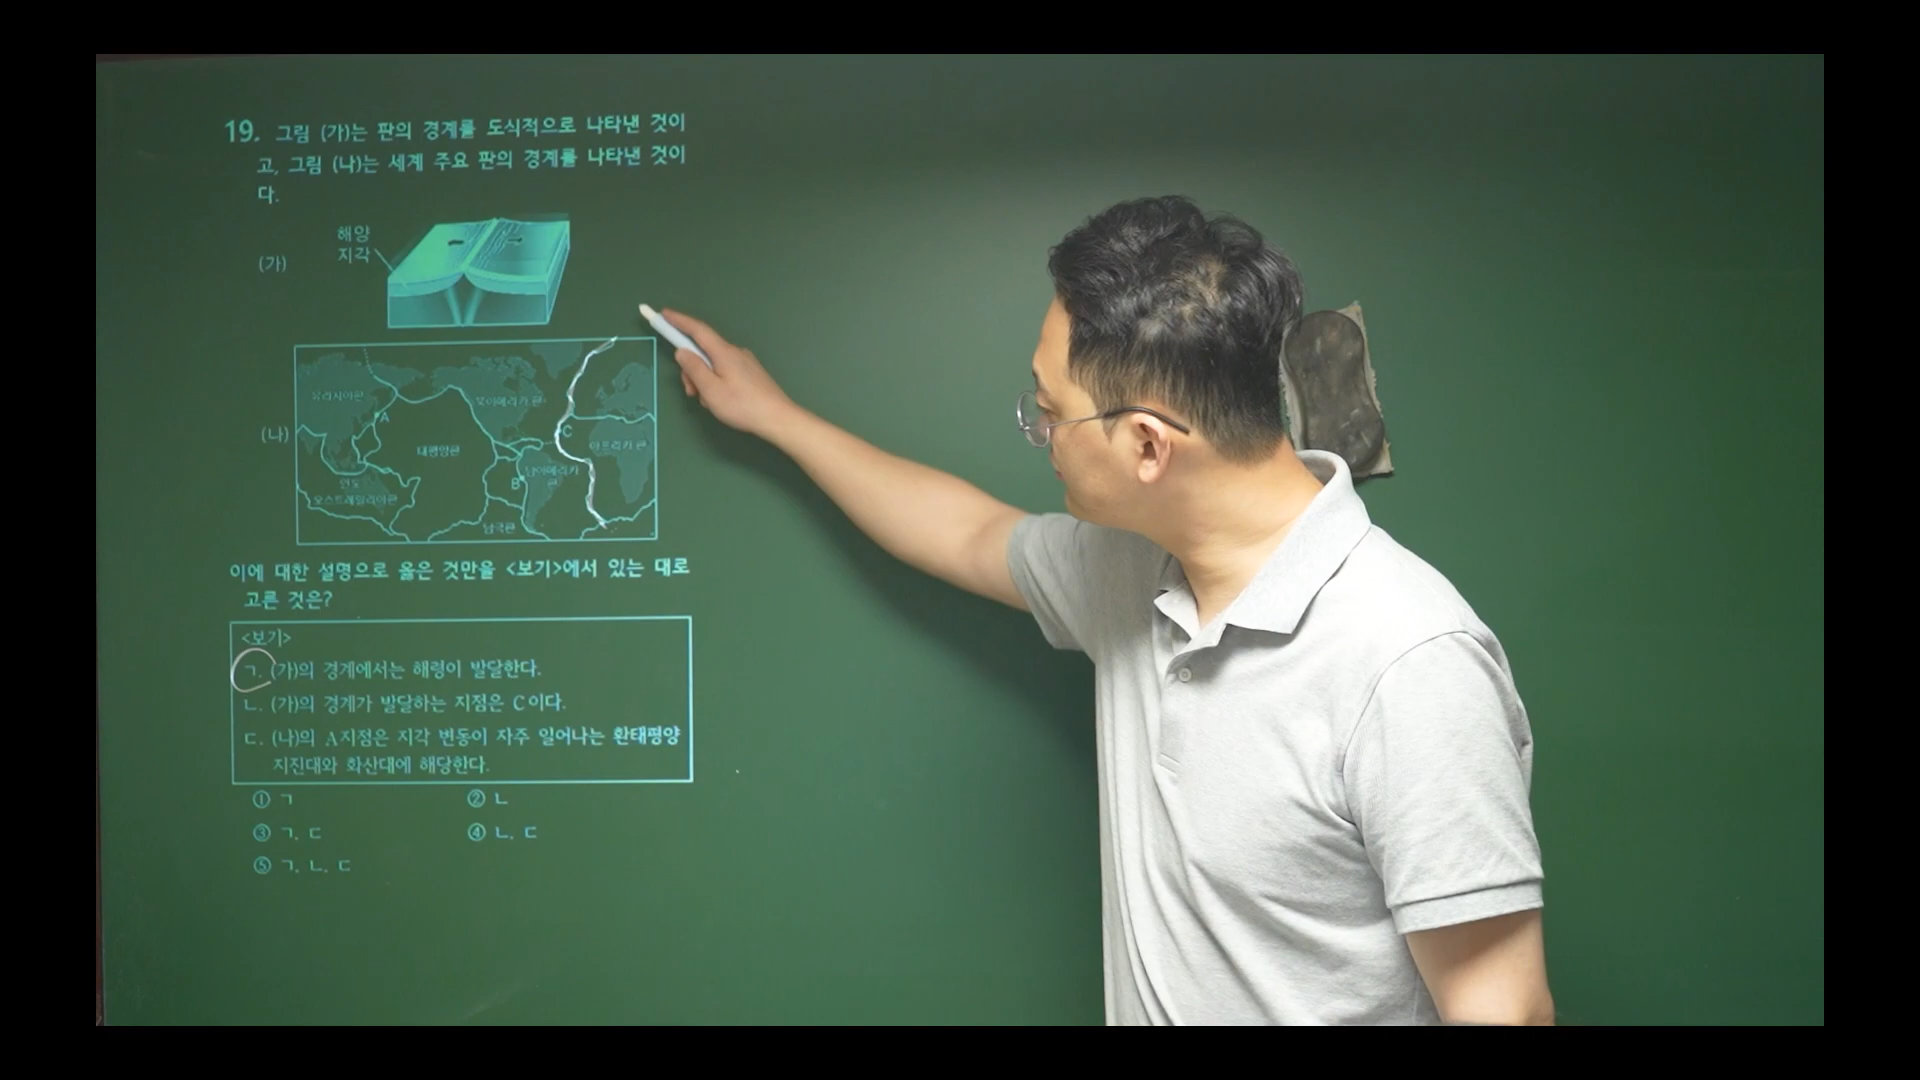 19. 그림 (가)는 판의 경계를 도식적으로 나타낸 것이
고, 그림 (나)는 세계 주요 판의 경계를 나타낸 것이
다.
해양
지각
(가)
(나)
유라시아판
A
북아메리카판
C
아프리카판
태평양판
남아메리카
판
B
인도
오스트레일리아판
남극판
이에 대한 설명으로 옳은 것만을 <보기>에서 있는 대로
고른 것은?
<보기>
ㄱ. (가)의 경계에서는 해령이 발달한다.
ㄴ. (가)의 경계가 발달하는 지점은 C이다.
ㄷ. (나)의 A지점은 지각 변동이 자주 일어나는 환태평양
지진대와 화산대에 해당한다.
① ㄱ ② ㄴ
③ ㄱ, ㄷ ④ ㄴ, ㄷ
⑤ ㄱ, ㄴ, ㄷ